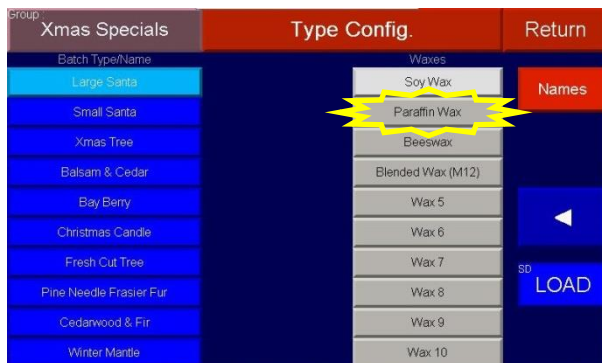 Group :
Xmas Specials
Type Config.
Return
Batch Type/Name
Waxes
Large Santa
Soy Wax
Names
Small Santa
Paraffin Wax
Xmas Tree
Beeswax
Balsam & Cedar
Blended Wax (M12)
Bay Berry
Wax 5
Christmas Candle
Wax 6
Fresh Cut Tree
Wax 7
SD
LOAD
Pine Needle Frasier Fur
Wax 8
Cedarwood & Fir
Wax 9
Winter Mantle
Wax 10